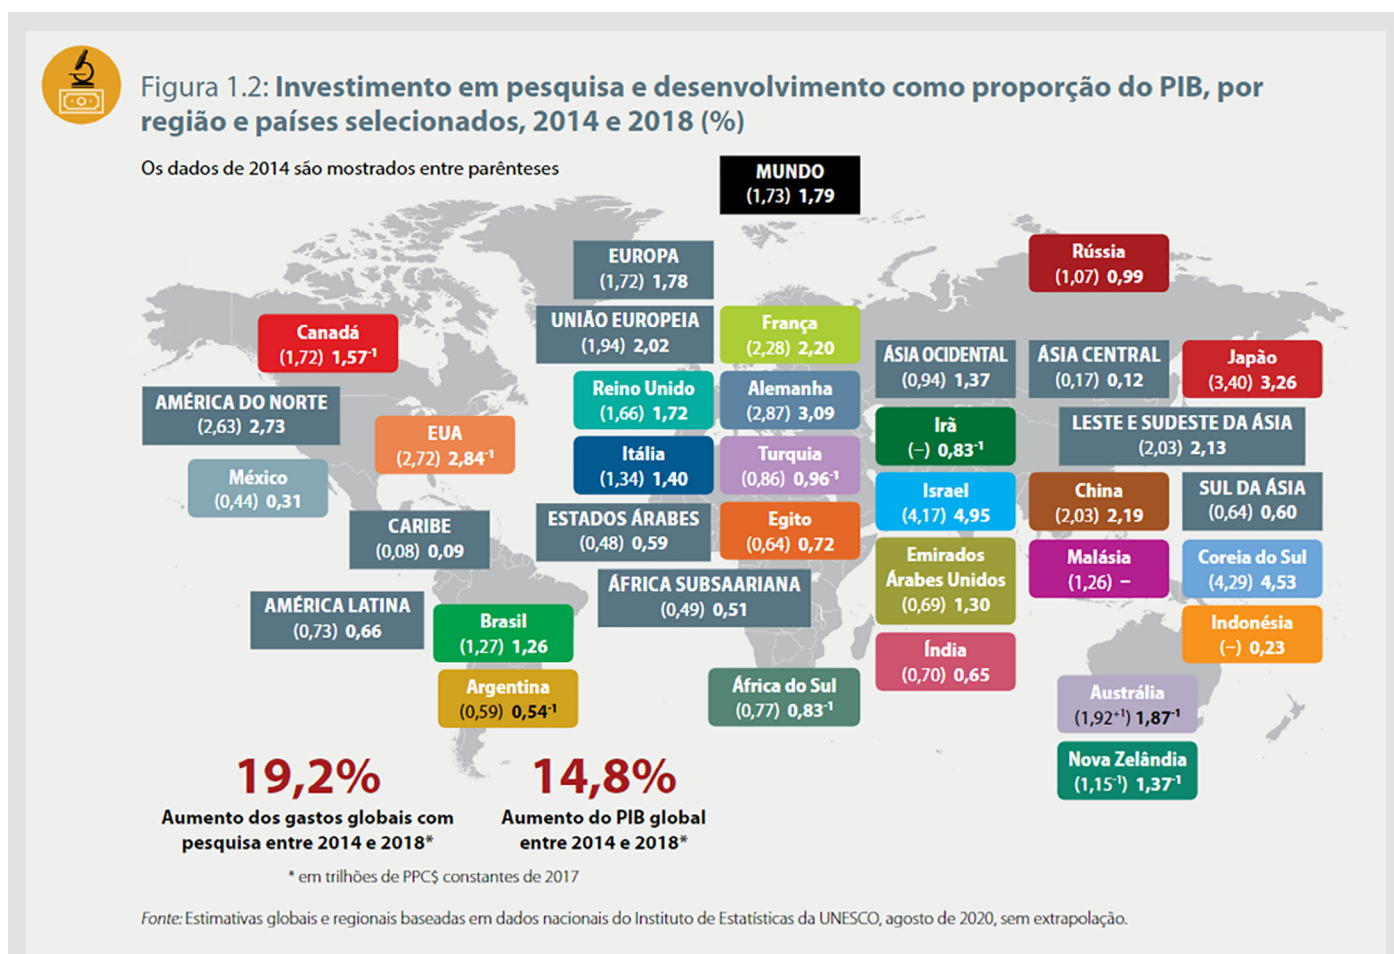 Figura 1.2: Investimento em pesquisa e desenvolvimento como proporção do PIB, por
região e países selecionados, 2014 e 2018 (%)
Os dados de 2014 são mostrados entre parênteses
MUNDO
(1,73) 1,79
EUROPA
(1,72) 1,78
Rússia
(1,07) 0,99
UNIÃO EUROPEIA
(1,94) 2,02
França
(2,28) 2,20
Canadá
(1,72) 1,57⁻¹
ÁSIA OCIDENTAL
(0,94) 1,37
ÁSIA CENTRAL
(0,17) 0,12
Japão
(3,40) 3,26
Reino Unido
(1,66) 1,72
Alemanha
(2,87) 3,09
AMÉRICA DO NORTE
(2,63) 2,73
EUA
(2,72) 2,84⁻¹
Irã
(–) 0,83⁻¹
LESTE E SUDESTE DA ÁSIA
(2,03) 2,13
Itália
(1,34) 1,40
Turquia
(0,86) 0,96⁻¹
México
(0,44) 0,31
Israel
(4,17) 4,95
China
(2,03) 2,19
SUL DA ÁSIA
(0,64) 0,60
CARIBE
(0,08) 0,09
ESTADOS ÁRABES
(0,48) 0,59
Egito
(0,64) 0,72
Emirados
Árabes Unidos
(0,69) 1,30
Malásia
(1,26) –
Coreia do Sul
(4,29) 4,53
ÁFRICA SUBSAARIANA
(0,49) 0,51
AMÉRICA LATINA
(0,73) 0,66
Brasil
(1,27) 1,26
Indonésia
(–) 0,23
Índia
(0,70) 0,65
Argentina
(0,59) 0,54⁻¹
África do Sul
(0,77) 0,83⁻¹
Austrália
(1,92⁺¹) 1,87⁻¹
Nova Zelândia
(1,15⁻¹) 1,37⁻¹
19,2%
Aumento dos gastos globais com
pesquisa entre 2014 e 2018*
14,8%
Aumento do PIB global
entre 2014 e 2018*
* em trilhões de PPC$ constantes de 2017
Fonte: Estimativas globais e regionais baseadas em dados nacionais do Instituto de Estatísticas da UNESCO, agosto de 2020, sem extrapolação.